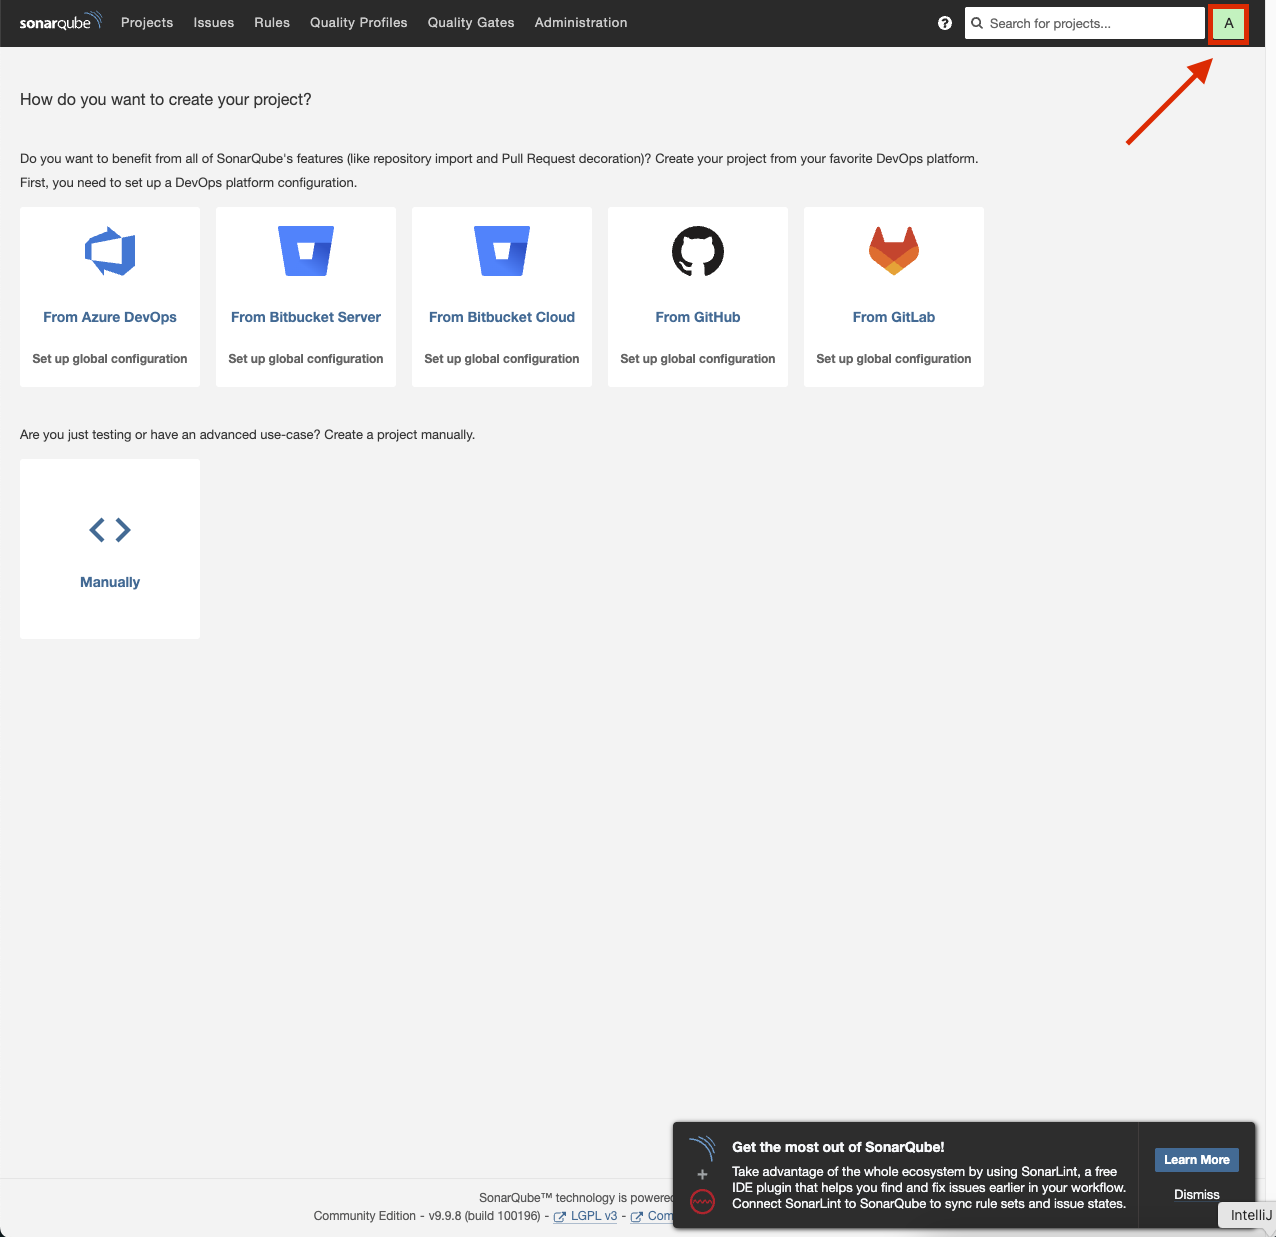 sonarqube Projects Issues Rules Quality Profiles Quality Gates Administration ? Search for projects... A
How do you want to create your project?
Do you want to benefit from all of SonarQube's features (like repository import and Pull Request decoration)? Create your project from your favorite DevOps platform.
First, you need to set up a DevOps platform configuration.
From Azure DevOps From Bitbucket Server From Bitbucket Cloud From GitHub From GitLab
Set up global configuration Set up global configuration Set up global configuration Set up global configuration Set up global configuration
Are you just testing or have an advanced use-case? Create a project manually.
Manually
Get the most out of SonarQube!
Take advantage of the whole ecosystem by using SonarLint, a free
IDE plugin that helps you find and fix issues earlier in your workflow.
Connect SonarLint to SonarQube to sync rule sets and issue states.
Learn More
Dismiss
SonarQube™ technology is powered
Community Edition - v9.9.8 (build 100196) - LGPL v3 - Com
IntelliJ